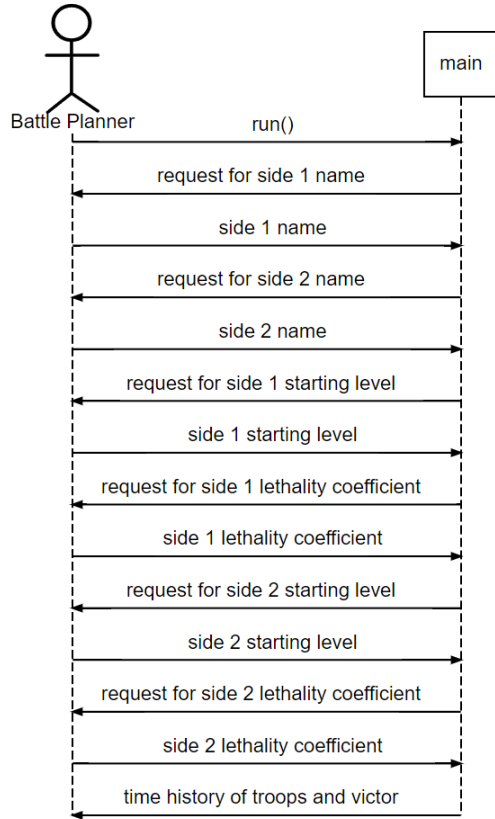 main
Battle Planner
run()
request for side 1 name
side 1 name
request for side 2 name
side 2 name
request for side 1 starting level
side 1 starting level
request for side 1 lethality coefficient
side 1 lethality coefficient
request for side 2 starting level
side 2 starting level
request for side 2 lethality coefficient
side 2 lethality coefficient
time history of troops and victor